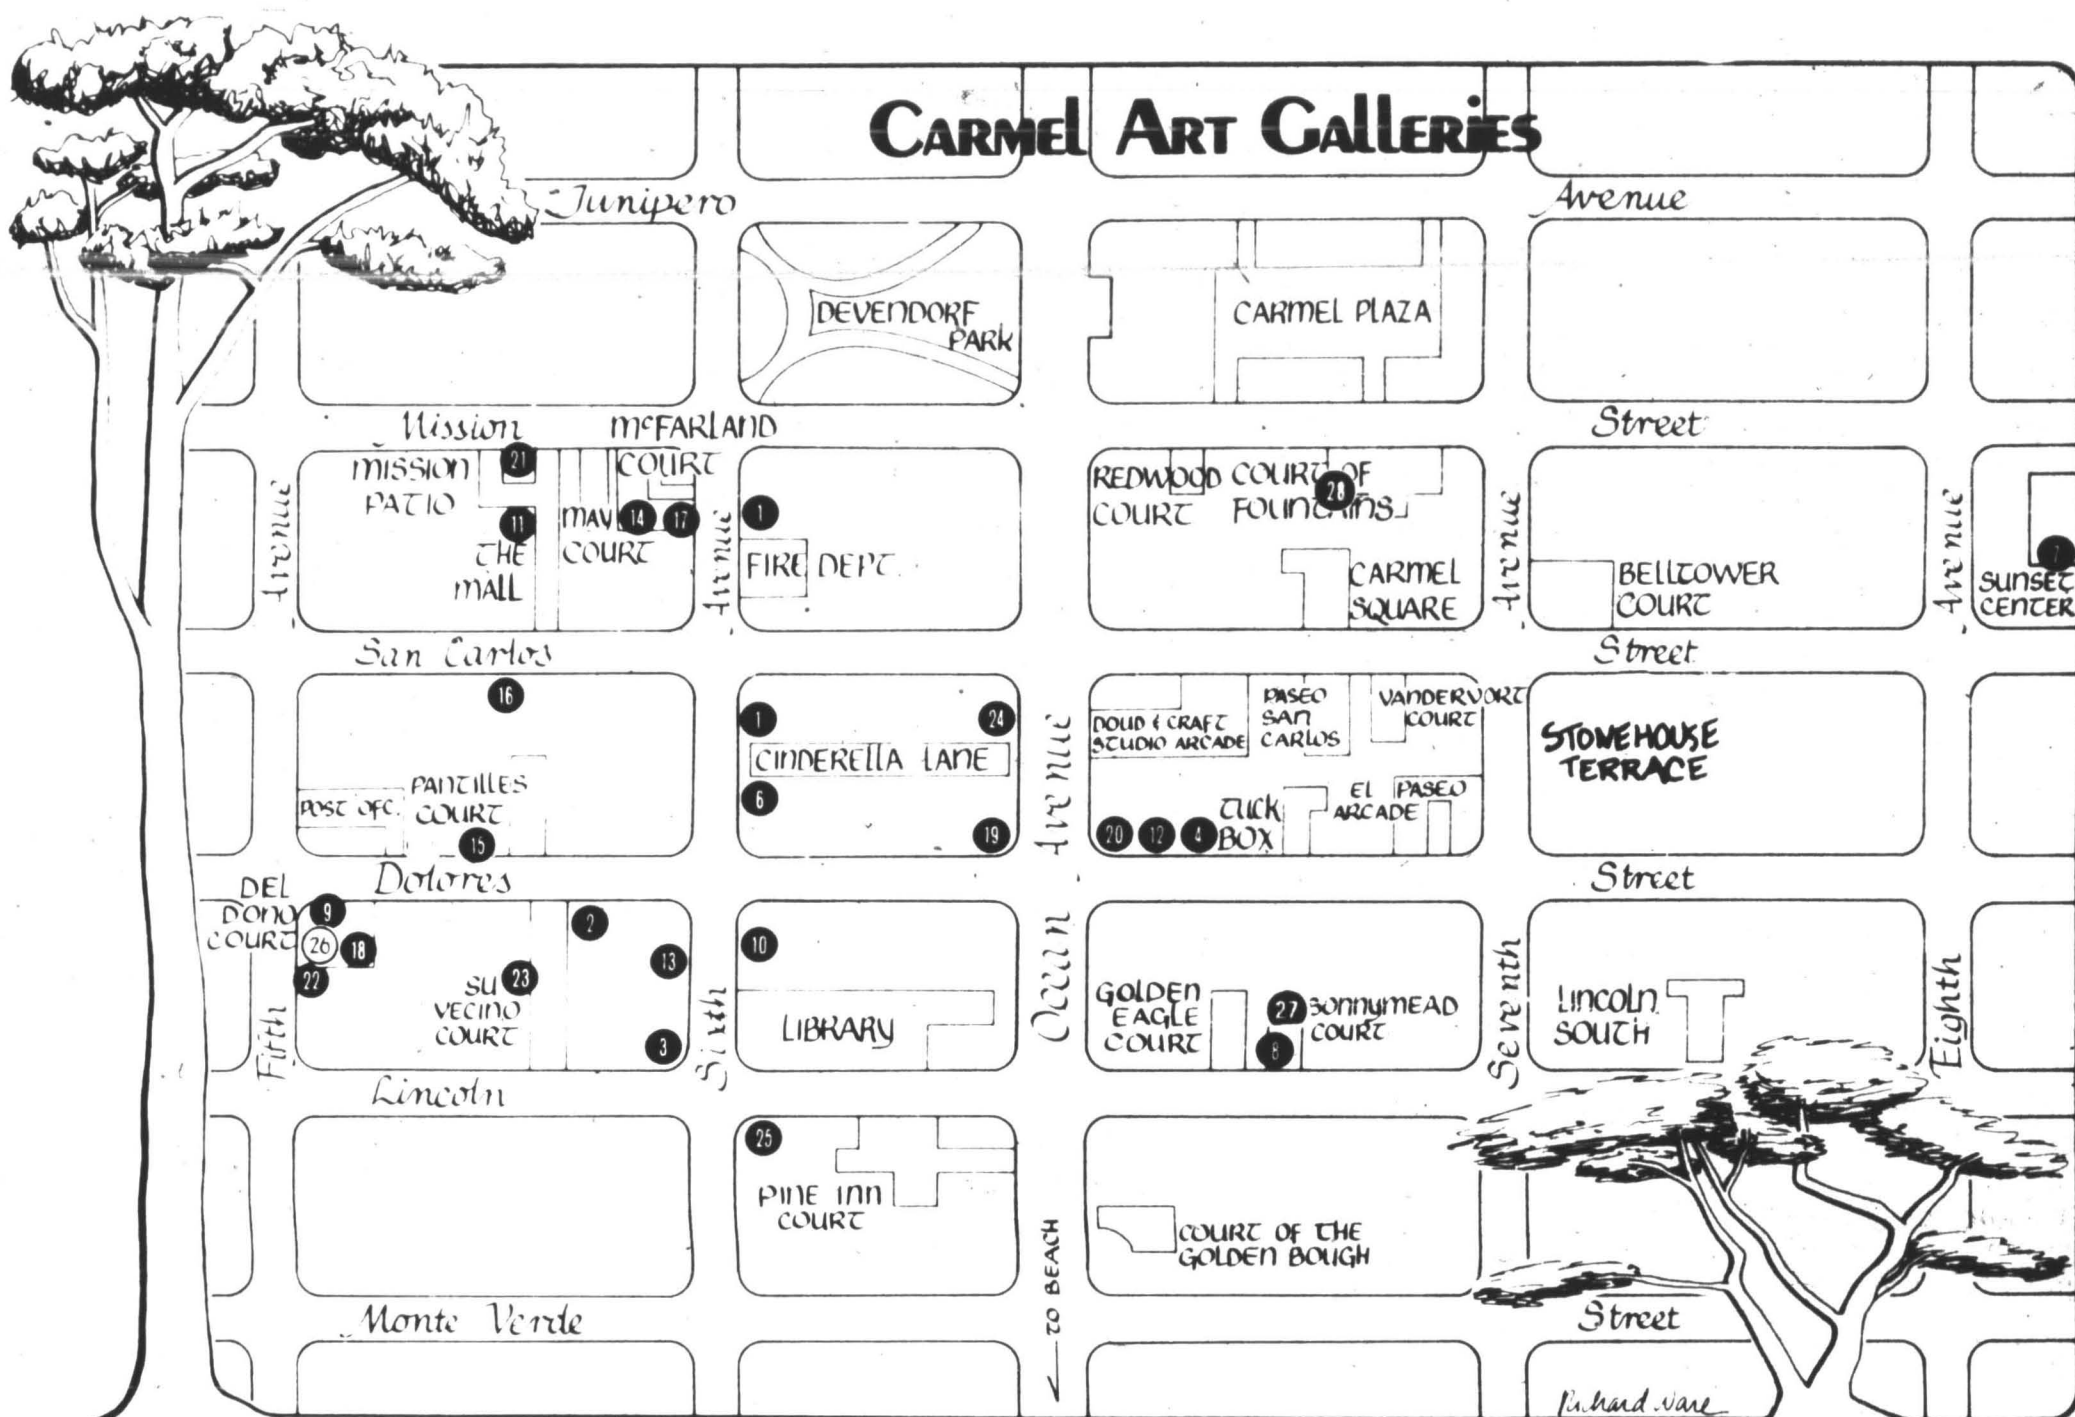 CARMEL ART GALLERIES
Junipero Avenue
DEVENDORF
PARK
CARMEL PLAZA
Mission Street
MISSION
PATIO
21
11
THE
MALL
MAY
COURT
McFARLAND
COURT
14
17
1
FIRE DEPT.
REDWOOD
COURT
COURT OF
FOUNTAINS
28
CARMEL
SQUARE
BELLTOWER
COURT
7
SUNSET
CENTER
San Carlos Street
16
POST OFC.
PANTILLES
COURT
15
1
24
CINDERELLA LANE
6
19
DOUD & CRAFT
STUDIO ARCADE
PASEO
SAN
CARLOS
VANDERVORT
COURT
20
12
4
TUCK
BOX
EL PASEO
ARCADE
STONEHOUSE
TERRACE
Dolores Street
DEL
DONO
COURT
9
26
18
22
SU
VECINO
COURT
23
2
13
3
10
LIBRARY
GOLDEN
EAGLE
COURT
27
8
BONNYMEAD
COURT
LINCOLN
SOUTH
Lincoln
25
PINE INN
COURT
COURT OF THE
GOLDEN BOUGH
Monte Verde Street
Fifth Avenue
Sixth Avenue
Ocean Avenue
Seventh Avenue
Eighth Avenue
TO BEACH
Richard